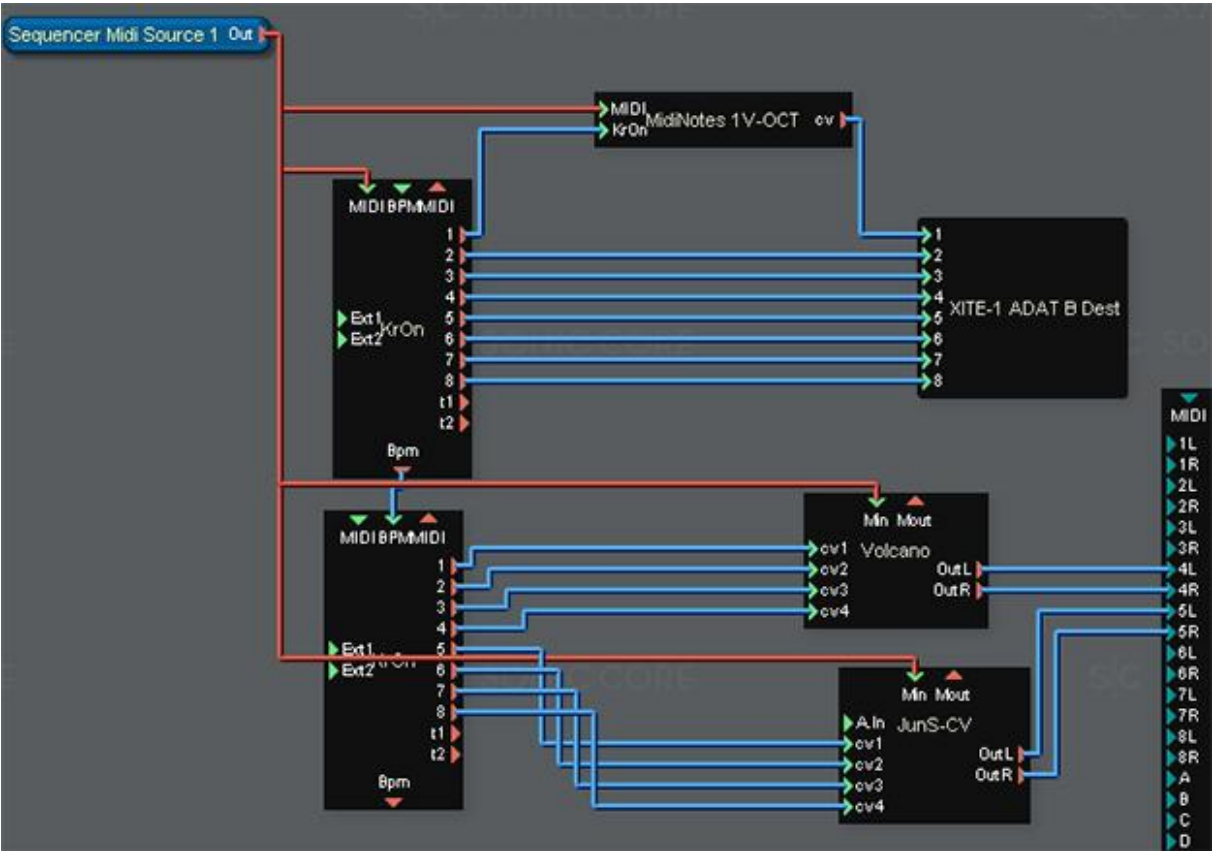 Sequencer Midi Source 1 Out
MIDI
KrOn
MidiNotes 1V-OCT
cv
MIDI BPM MIDI
1
2
3
4
5
6
7
8
t1
t2
Ext1
Ext2
KrOn
Bpm
1
2
3
4
5
6
7
8
XITE-1 ADAT B Dest
MIDI BPM MIDI
1
2
3
4
5
6
7
8
t1
t2
Ext1
Ext2
KrOn
Bpm
Min Mout
Volcano
cv1
cv2
cv3
cv4
Out L
Out R
Min Mout
JunS-CV
A.In
cv1
cv2
cv3
cv4
Out L
Out R
MIDI
1L
1R
2L
2R
3L
3R
4L
4R
5L
5R
6L
6R
7L
7R
8L
8R
A
B
C
D
SONIC CORE